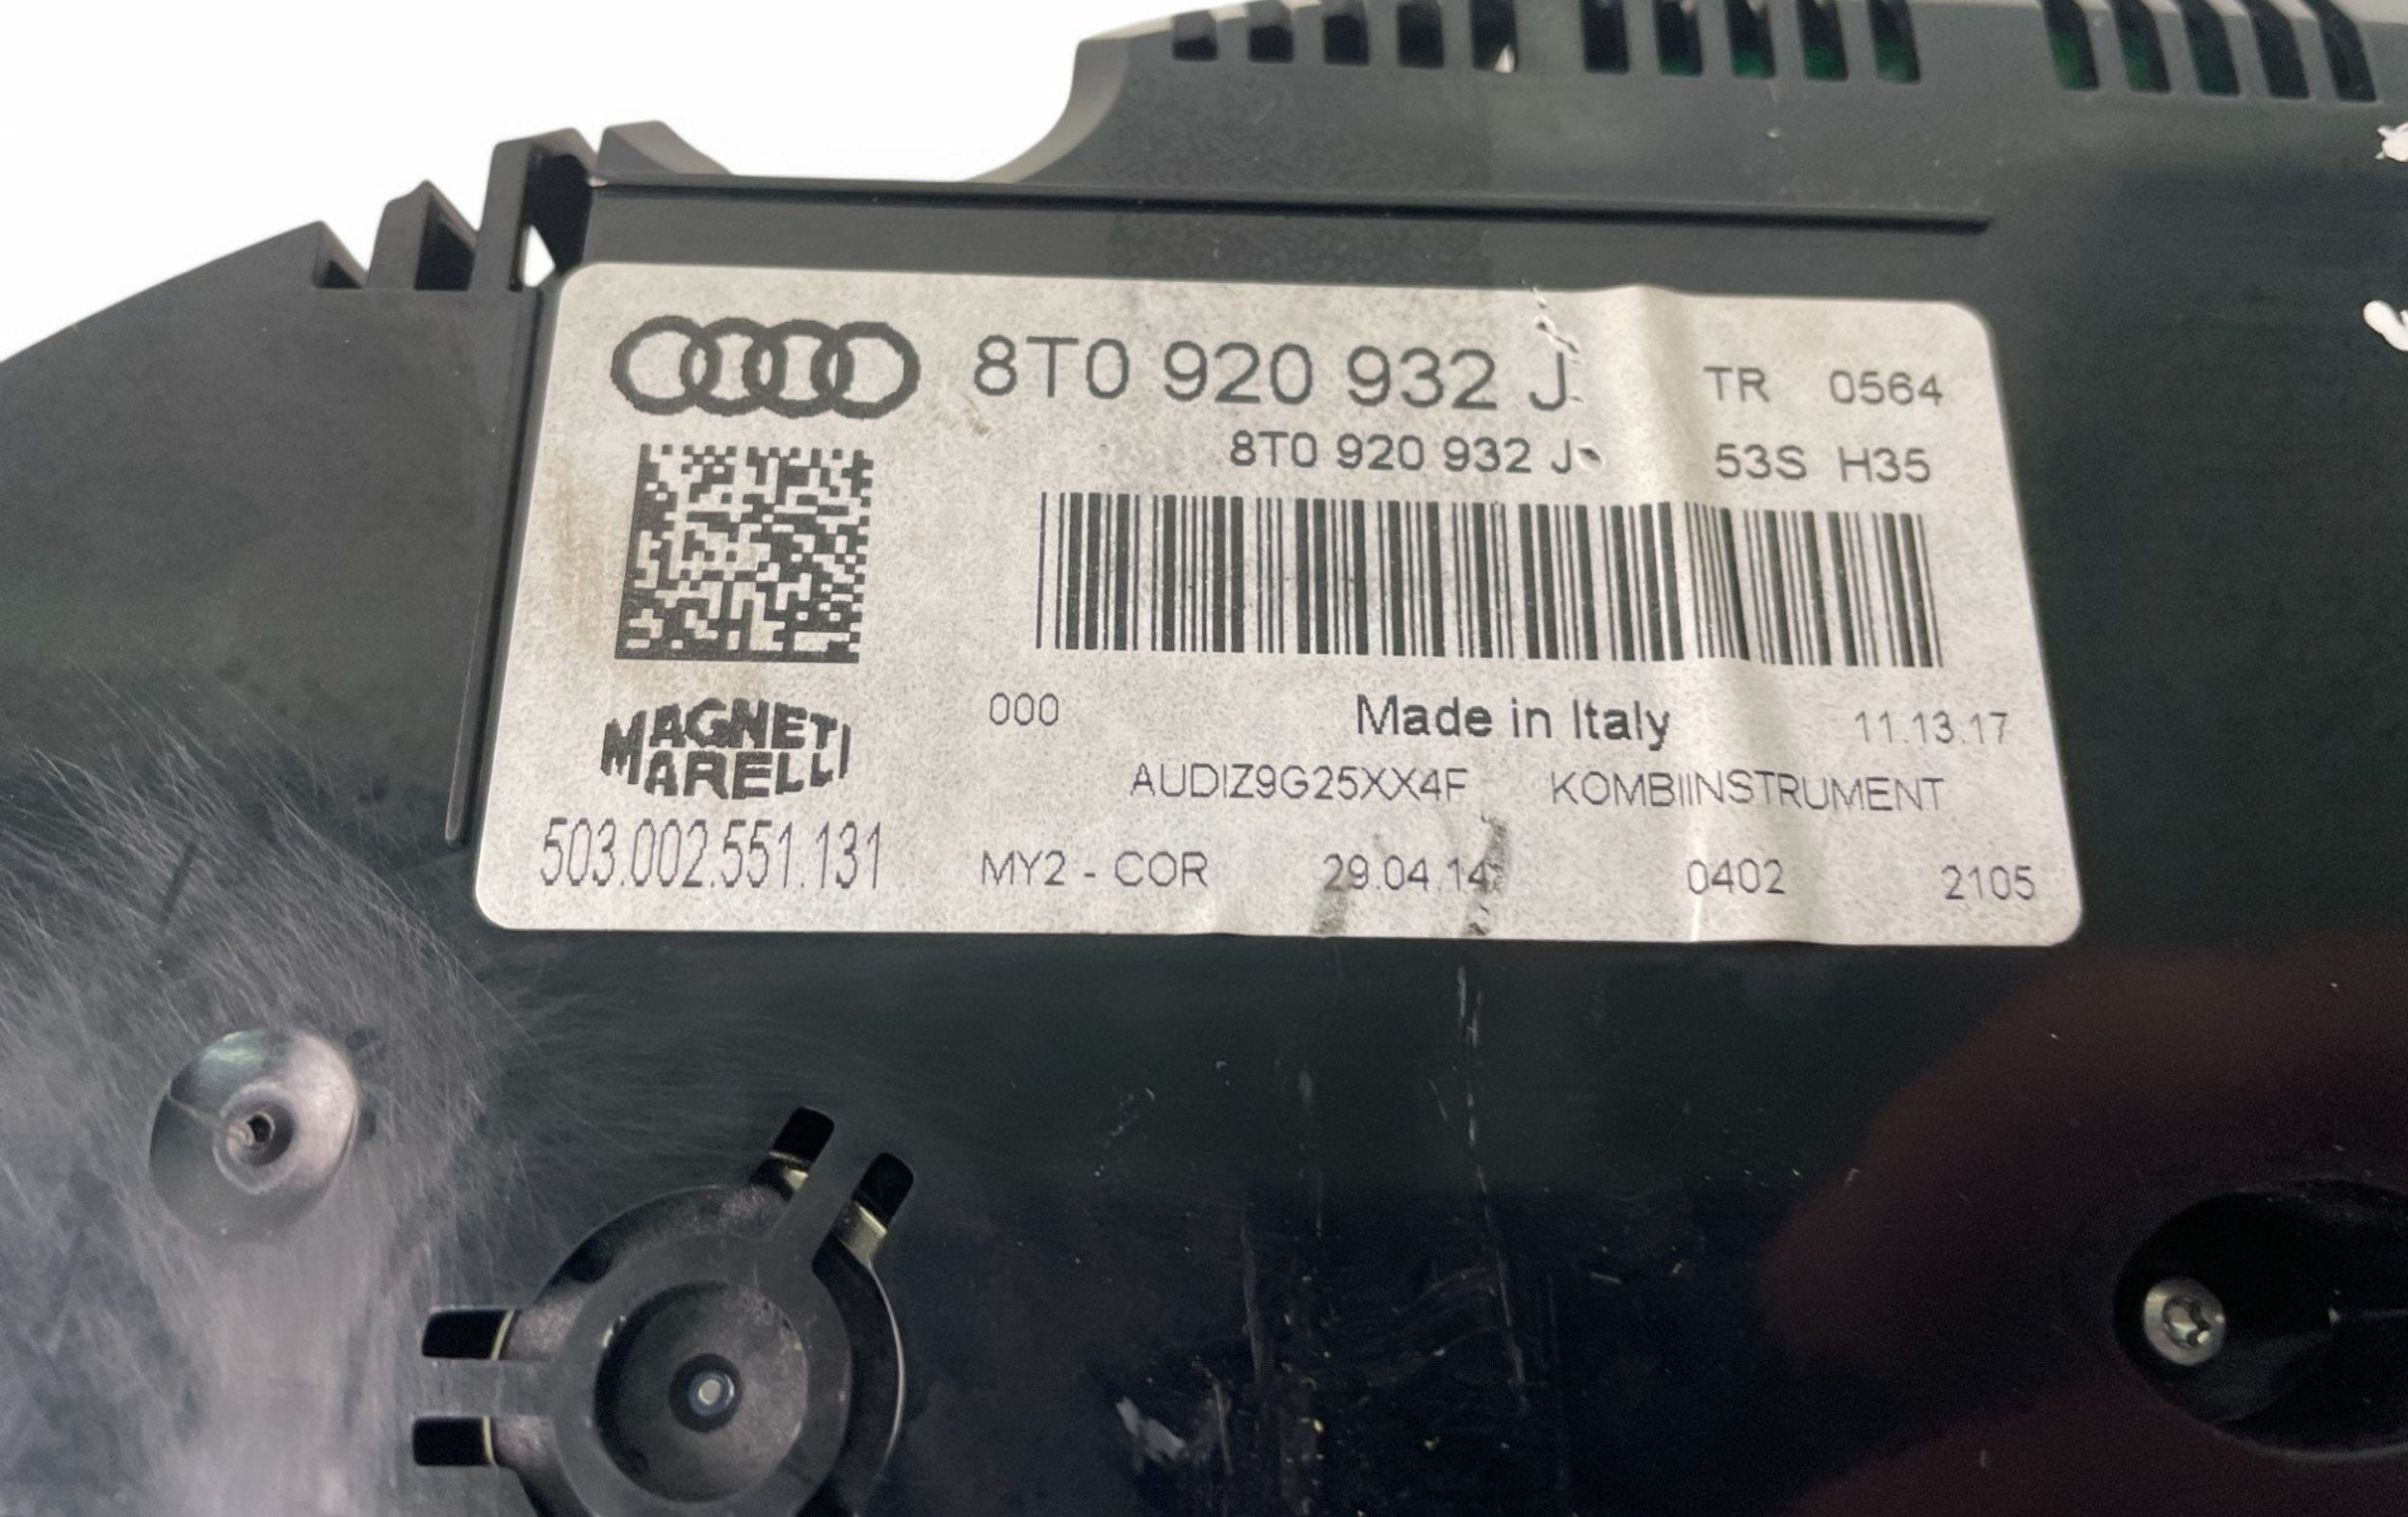 8T0 920 932 J TR 0564
8T0 920 932 J 53S H35
MAGNETI
MARELLI
000 Made in Italy 11.13.17
AUDIZ9G25XX4F KOMBIINSTRUMENT
503.002.551.131 MY2 - COR 29.04.14 0402 2105